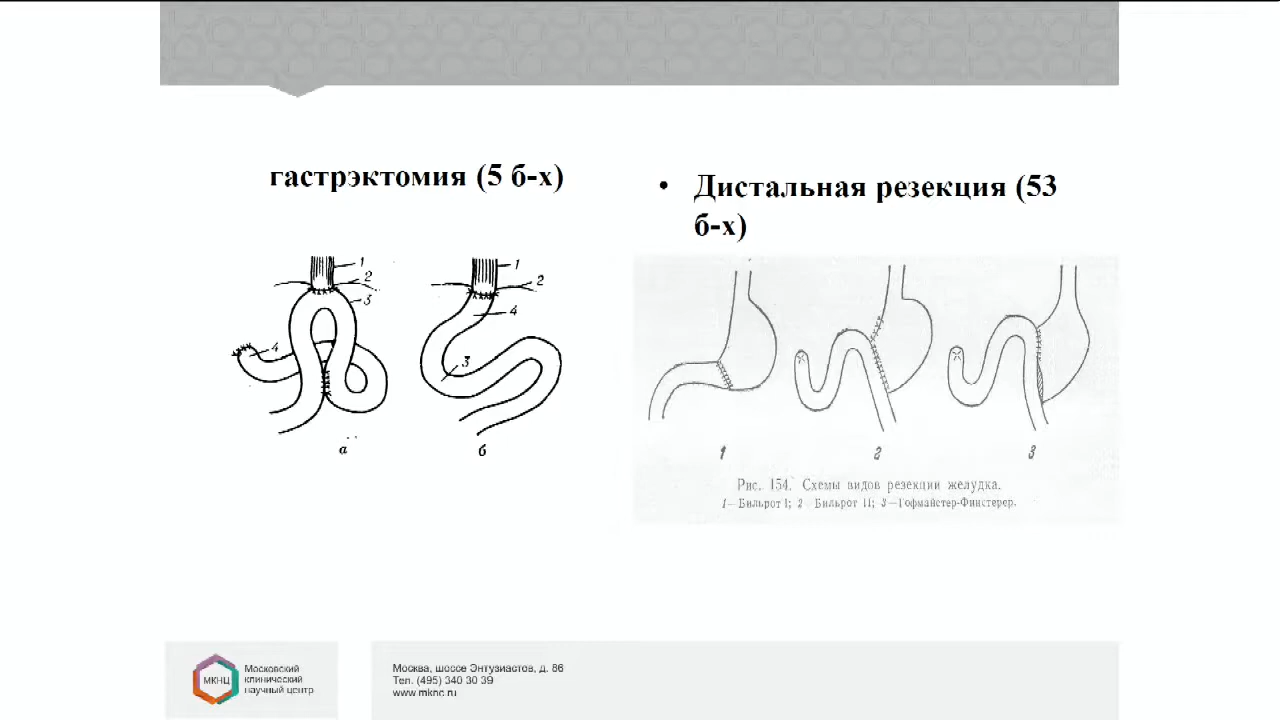 гастрэктомия (5 б-х)
1
2
3
4
а
1
2
4
3
б
• Дистальная резекция (53
б-х)
1
2
3
Рис. 154. Схемы видов резекции желудка.
1—Бильрот I; 2—Бильрот II; 3—Гофмайстер-Финстерер.
МКНЦ
Московский
клинический
научный центр
Москва, шоссе Энтузиастов, д. 86
Тел. (495) 340 30 39
www.mknc.ru